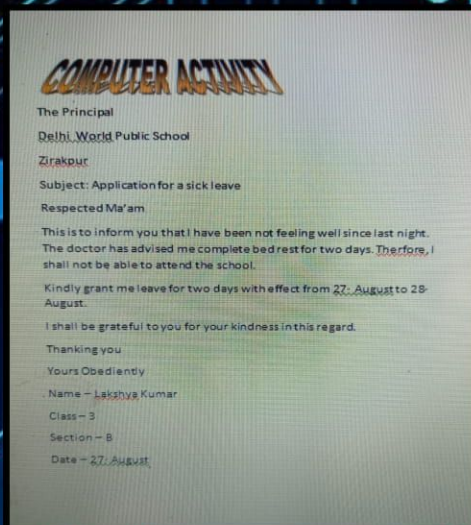 COMPUTER ACTIVITY
The Principal
Delhi World Public School
Zirakpur
Subject: Application for a sick leave
Respected Ma'am
This is to inform you that I have been not feeling well since last night.
The doctor has advised me complete bed rest for two days. Therfore, I
shall not be able to attend the school.
Kindly grant me leave for two days with effect from 27- August to 28-
August.
I shall be grateful to you for your kindness in this regard.
Thanking you
Yours Obediently
Name – Lakshya Kumar
Class – 3
Section – B
Date – 27- August